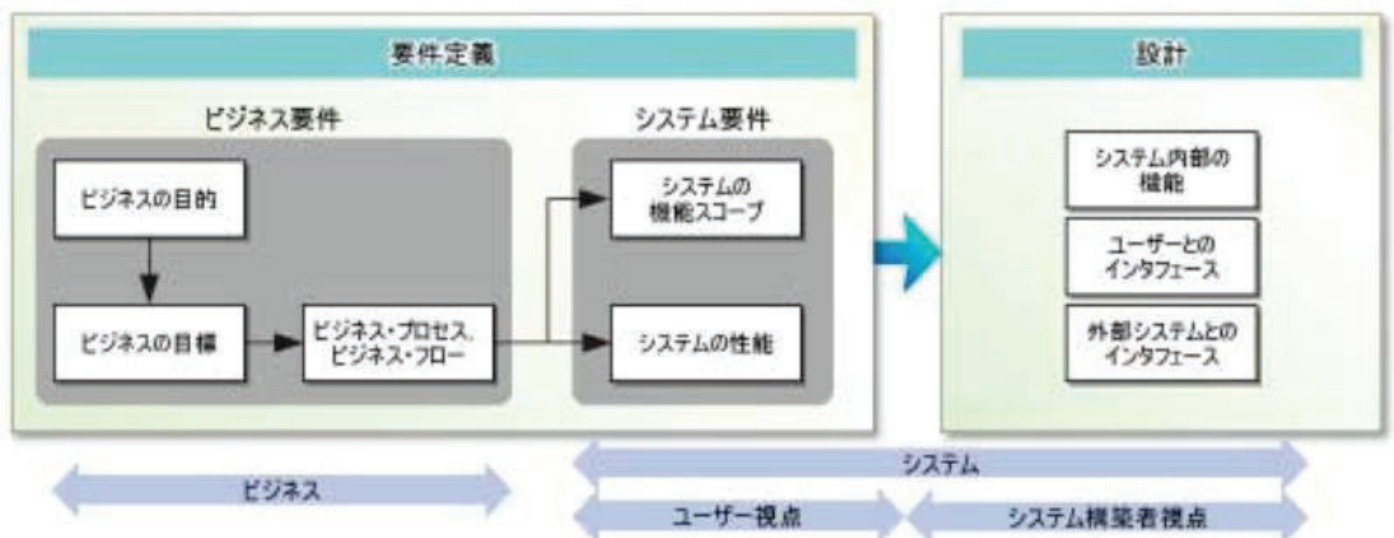 要件定義
ビジネス要件
システム要件
ビジネスの目的
ビジネスの目標
ビジネス・プロセス,
ビジネス・フロー
システムの
機能スコープ
システムの性能
設計
システム内部の
機能
ユーザーとの
インタフェース
外部システムとの
インタフェース
ビジネス
システム
ユーザー視点
システム構築者視点